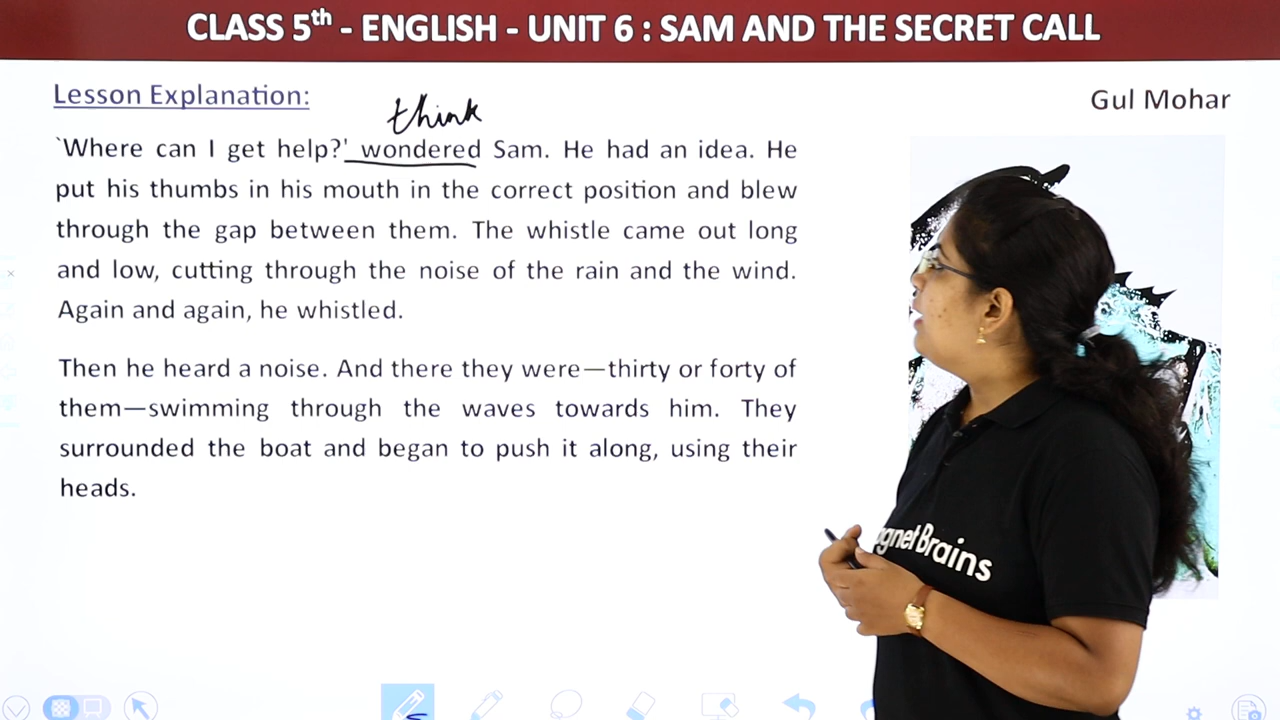 CLASS 5th - ENGLISH - UNIT 6 : SAM AND THE SECRET CALL
Lesson Explanation:
Gul Mohar
think
`Where can I get help?' wondered Sam. He had an idea. He
put his thumbs in his mouth in the correct position and blew
through the gap between them. The whistle came out long
and low, cutting through the noise of the rain and the wind.
Again and again, he whistled.
Then he heard a noise. And there they were—thirty or forty of
them—swimming through the waves towards him. They
surrounded the boat and began to push it along, using their
heads.
gnetBrains